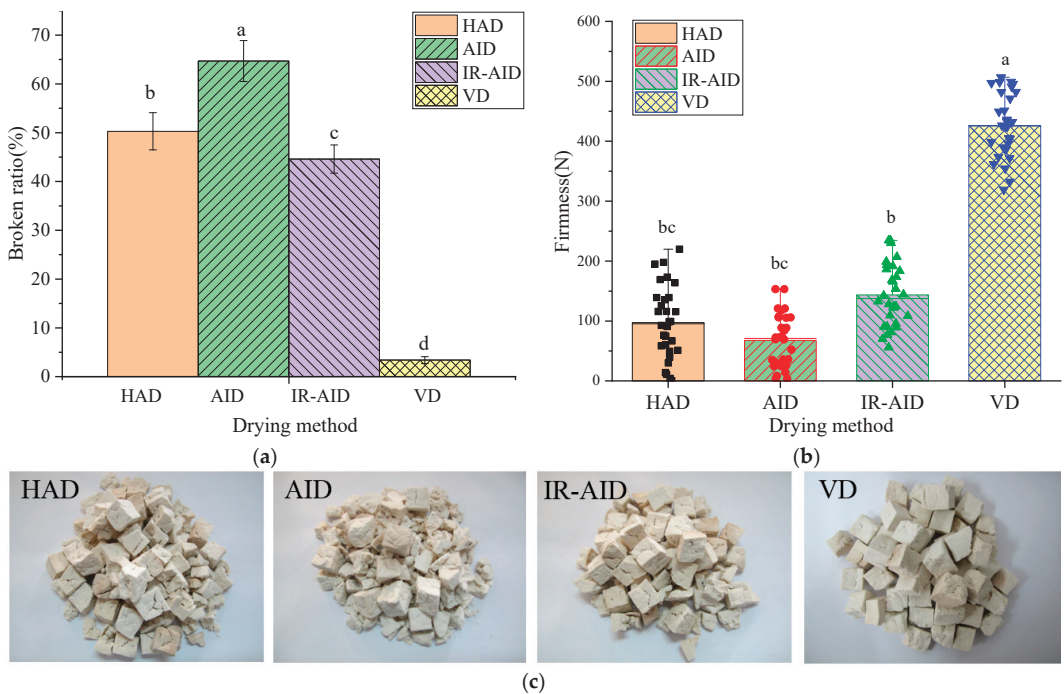 70
60
50
40
30
20
10
0
Broken ratio(%)
HAD
AID
IR-AID
VD
b
a
c
d
HAD
AID
IR-AID
VD
Drying method
(a)
600
500
400
300
200
100
0
Firmness(N)
HAD
AID
IR-AID
VD
bc
bc
b
a
HAD
AID
IR-AID
VD
Drying method
(b)
HAD
AID
IR-AID
VD
(c)